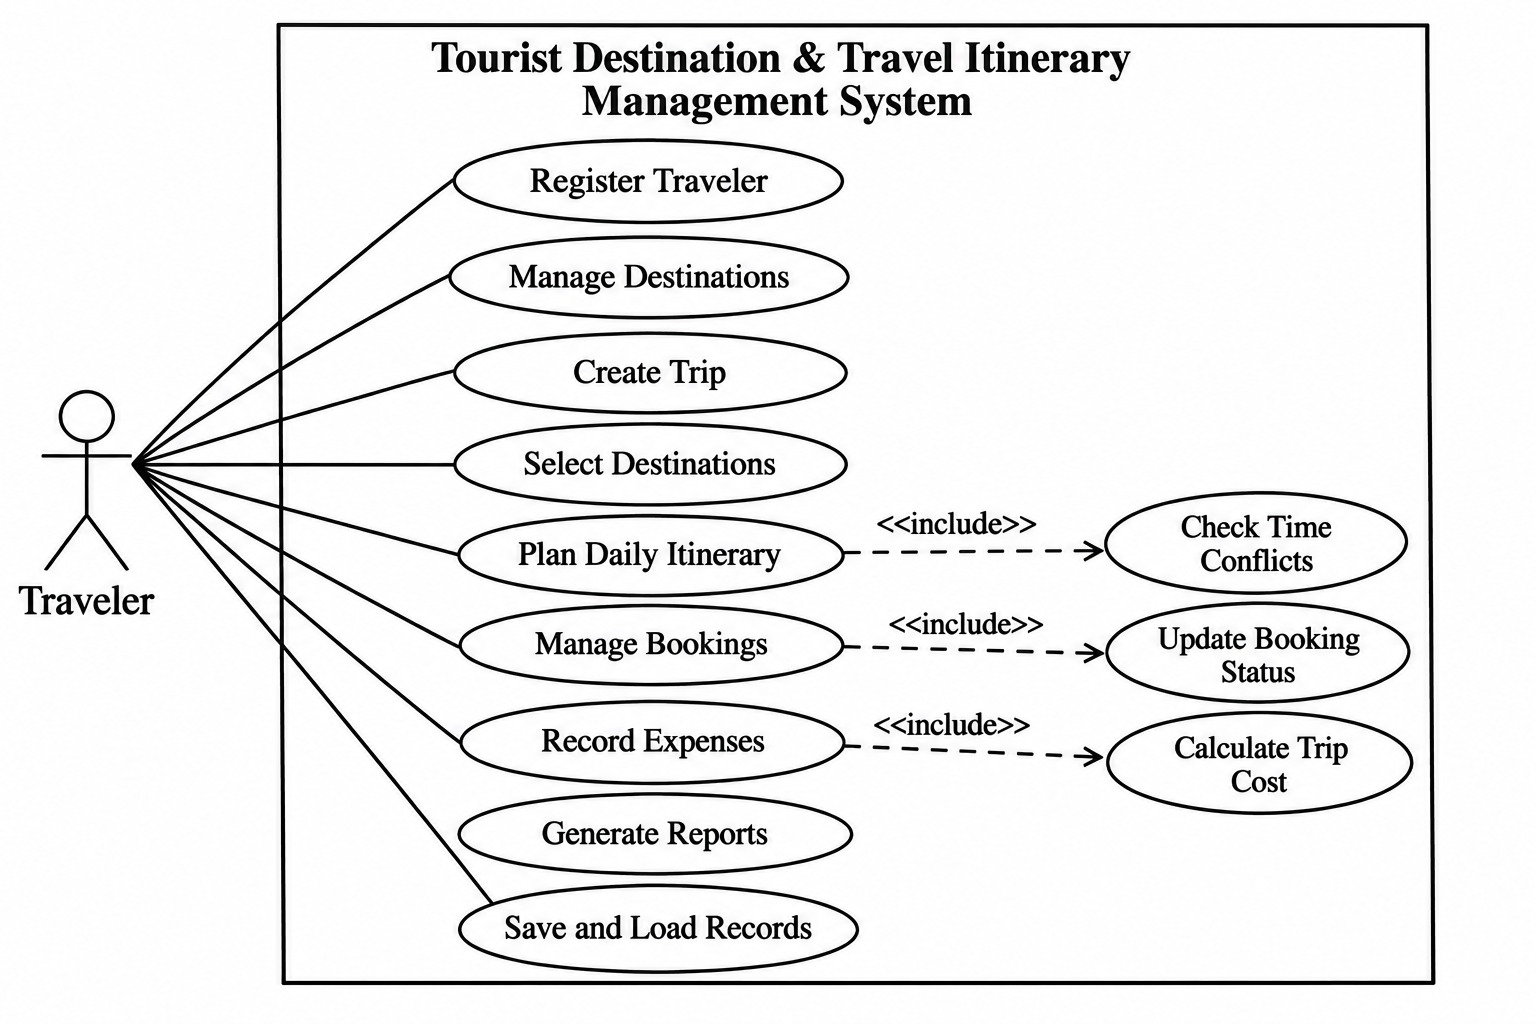 Tourist Destination & Travel Itinerary
Management System
Register Traveler
Manage Destinations
Create Trip
Select Destinations
Plan Daily Itinerary
<<include>>
Check Time
Conflicts
Manage Bookings
<<include>>
Update Booking
Status
Record Expenses
<<include>>
Calculate Trip
Cost
Generate Reports
Save and Load Records
Traveler